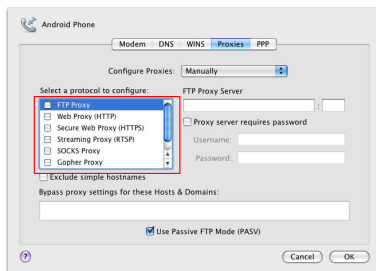 Android Phone
Modem DNS WINS Proxies PPP
Configure Proxies: Manually
Select a protocol to configure:
FTP Proxy Server
FTP Proxy
Web Proxy (HTTP)
Secure Web Proxy (HTTPS)
Streaming Proxy (RTSP)
SOCKS Proxy
Gopher Proxy
:
Proxy server requires password
Username:
Password:
Exclude simple hostnames
Bypass proxy settings for these Hosts & Domains:
Use Passive FTP Mode (PASV)
? Cancel OK